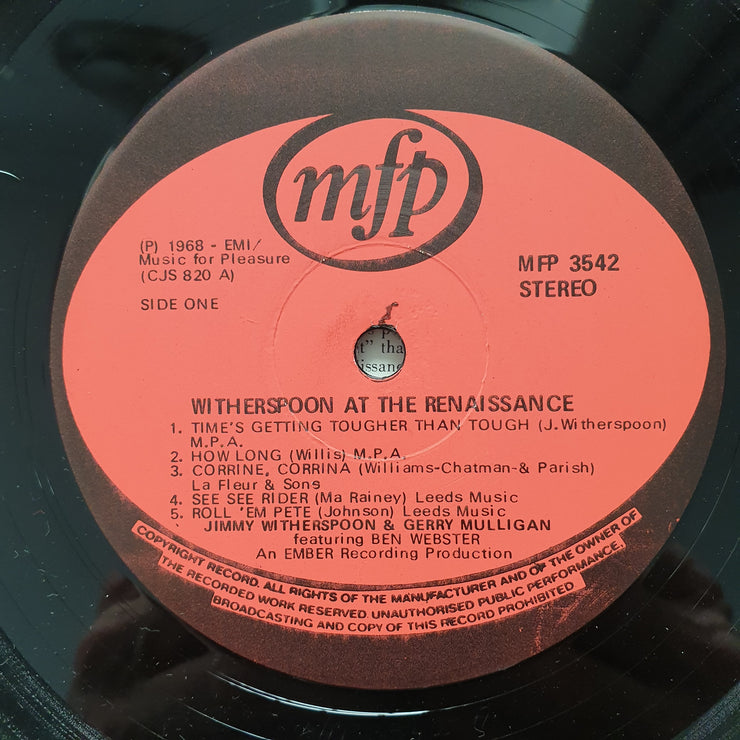 mfp
(P) 1968 - EMI/
Music for Pleasure
(CJS 820 A)
SIDE ONE
MFP 3542
STEREO
tha
WITHERSPOON AT THE RENAISSANCE
1. TIME'S GETTING TOUGHER THAN TOUGH (J.Witherspoon)
M.P.A.
2. HOW LONG (Willis) M.P.A.
3. CORRINE, CORRINA (Williams-Chatman-& Parish)
La Fleur & Sons
4. SEE SEE RIDER (Ma Rainey) Leeds Music
5. ROLL 'EM PETE (Johnson) Leeds Music
JIMMY WITHERSPOON & GERRY MULLIGAN
featuring BEN WEBSTER
An EMBER Recording Production
COPYRIGHT RECORD. ALL RIGHTS OF THE MANUFACTURER AND OF THE OWNER OF
THE RECORDED WORK RESERVED. UNAUTHORISED PUBLIC PERFORMANCE,
BROADCASTING AND COPY OF THIS RECORD PROHIBITED